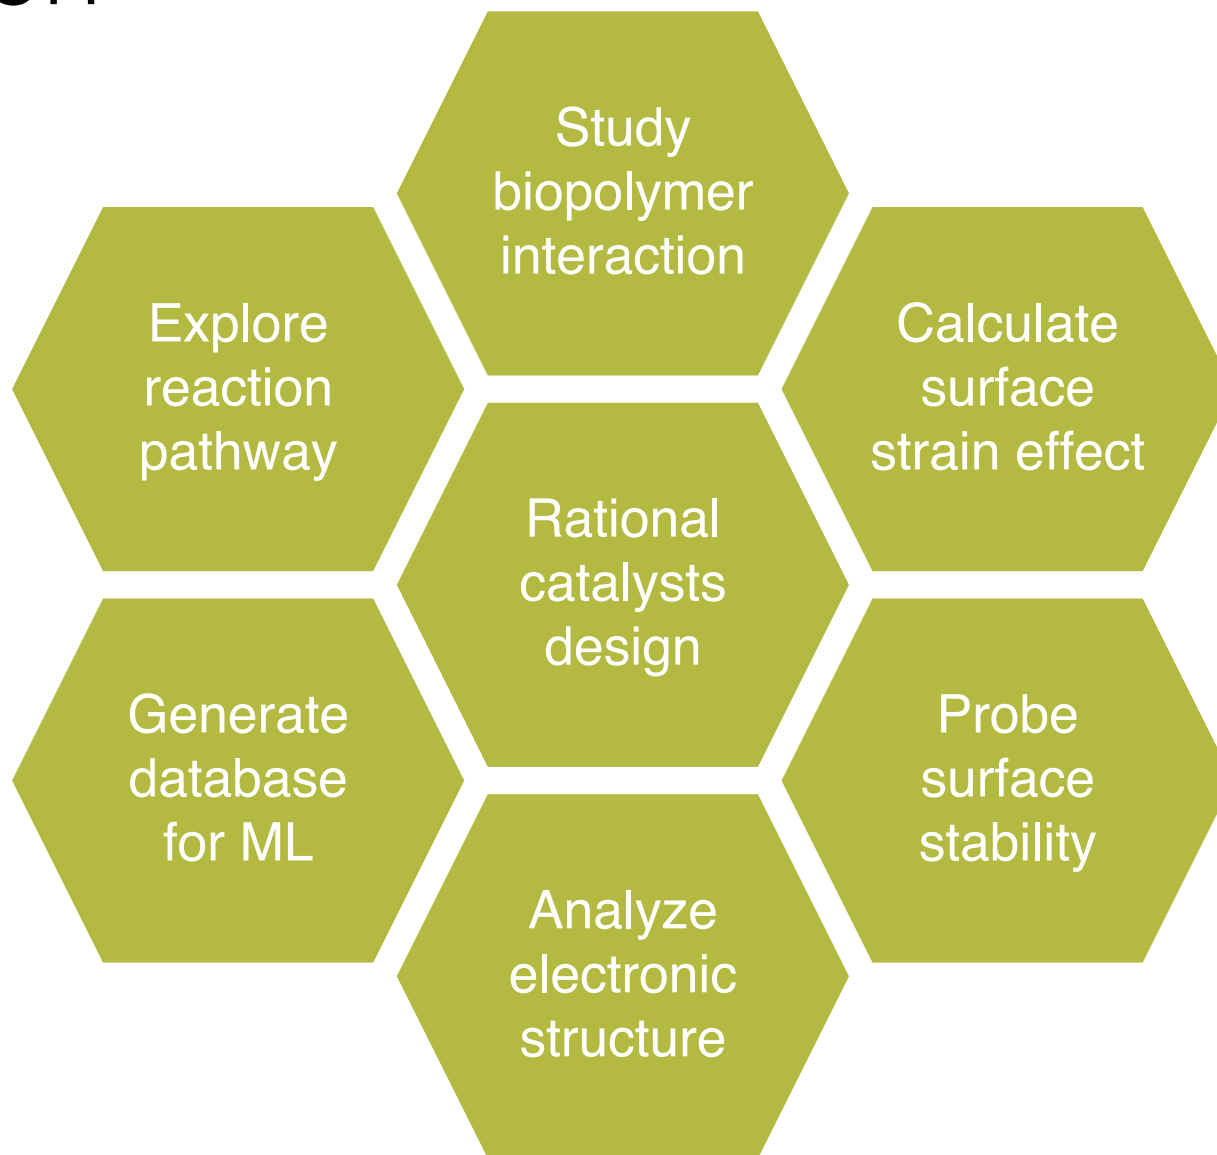 Study
biopolymer
interaction
Explore
reaction
pathway
Calculate
surface
strain effect
Rational
catalysts
design
Generate
database
for ML
Probe
surface
stability
Analyze
electronic
structure